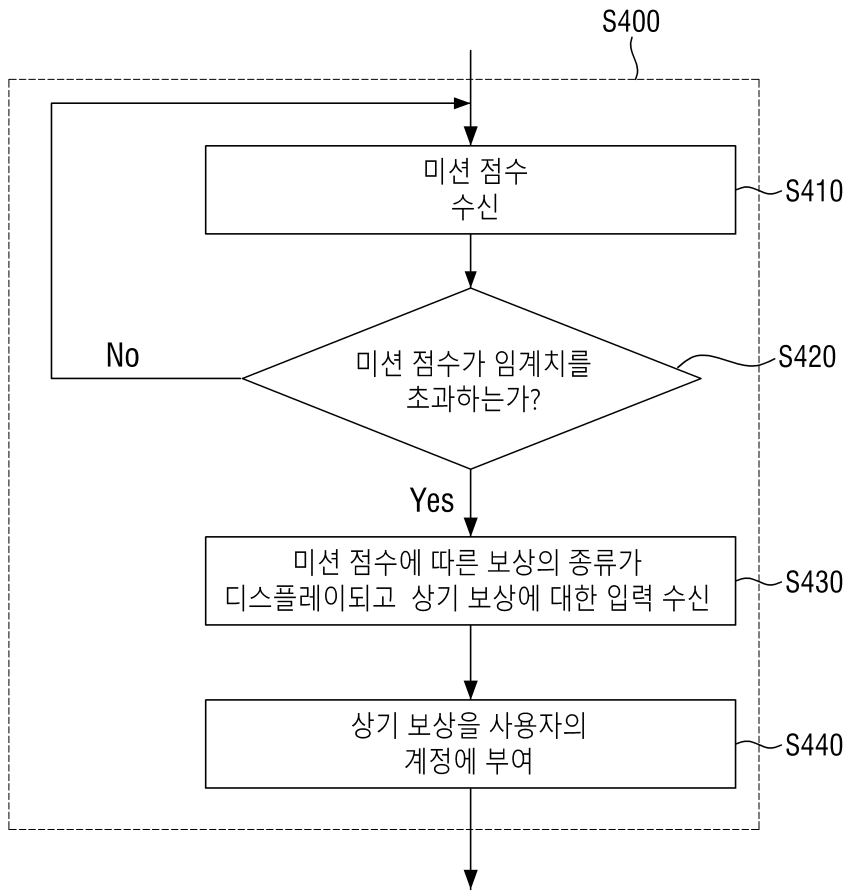 S400
미션 점수
수신
S410
No
미션 점수가 임계치를
초과하는가?
S420
Yes
미션 점수에 따른 보상의 종류가
디스플레이되고 상기 보상에 대한 입력 수신
S430
상기 보상을 사용자의
계정에 부여
S440